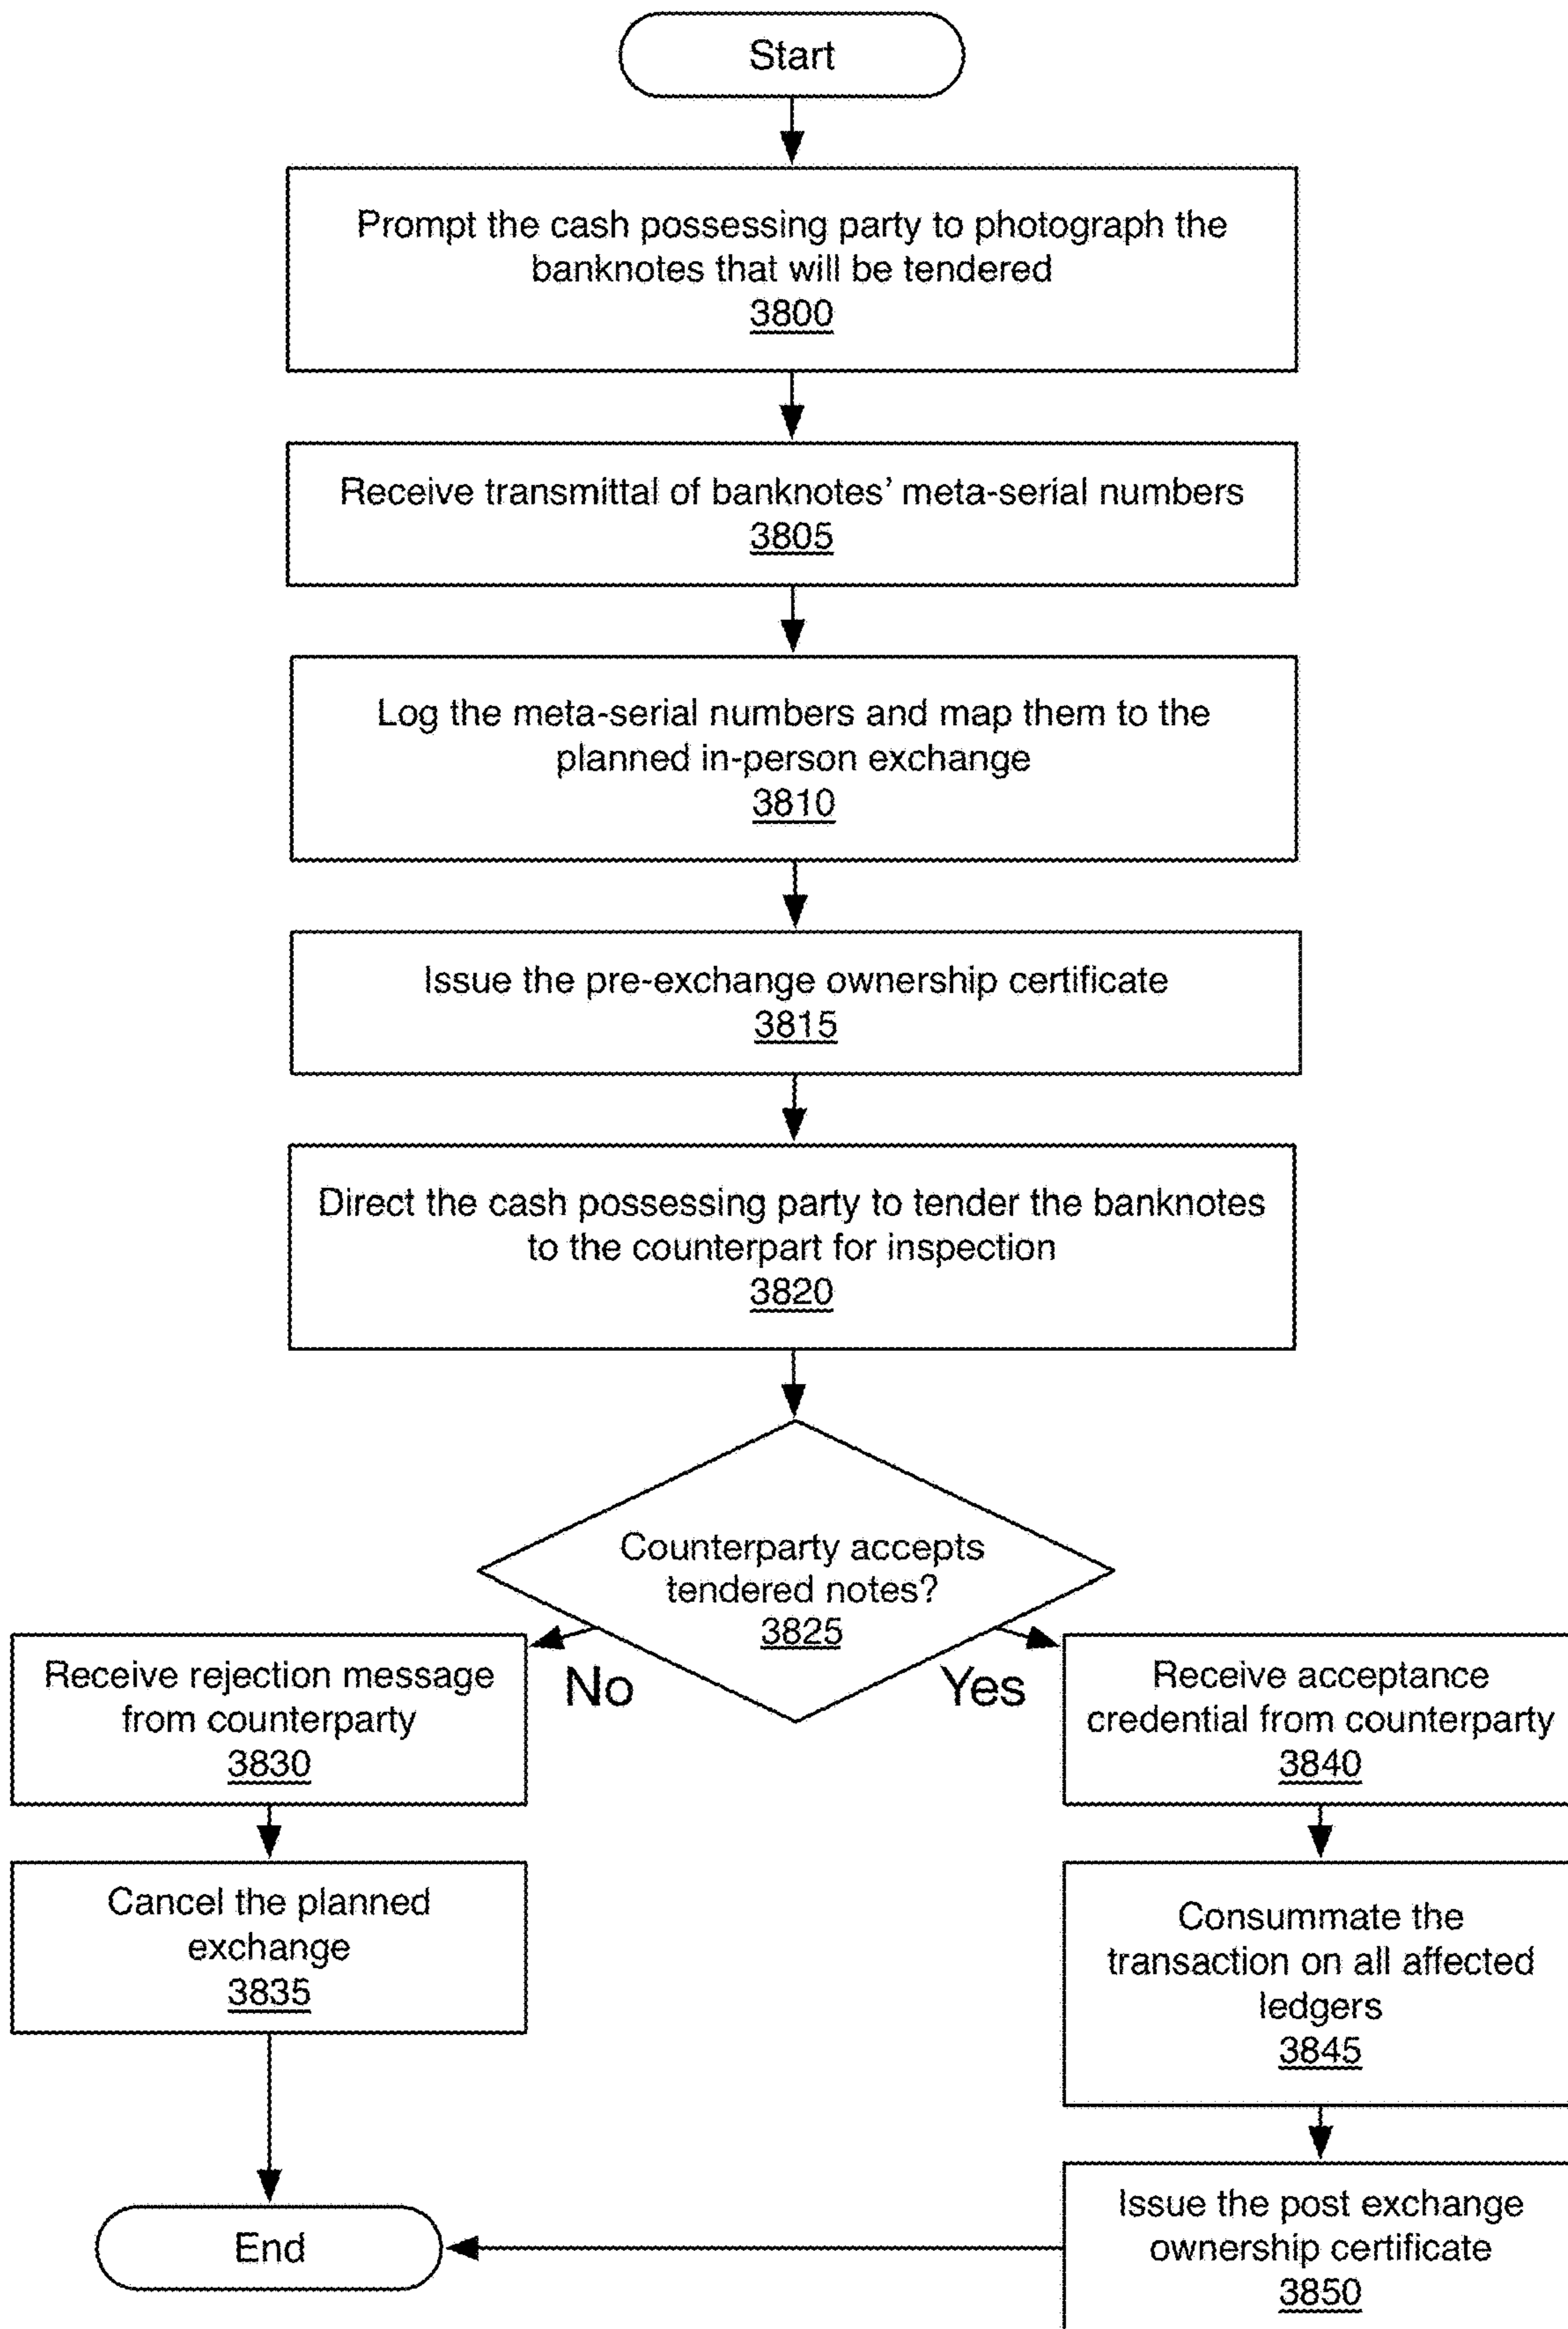 Start
Prompt the cash possessing party to photograph the
banknotes that will be tendered
3800
Receive transmittal of banknotes’ meta-serial numbers
3805
Log the meta-serial numbers and map them to the
planned in-person exchange
3810
Issue the pre-exchange ownership certificate
3815
Direct the cash possessing party to tender the banknotes
to the counterpart for inspection
3820
Counterparty accepts
tendered notes?
3825
No
Yes
Receive rejection message
from counterparty
3830
Cancel the planned
exchange
3835
Receive acceptance
credential from counterparty
3840
Consummate the
transaction on all affected
ledgers
3845
Issue the post exchange
ownership certificate
3850
End